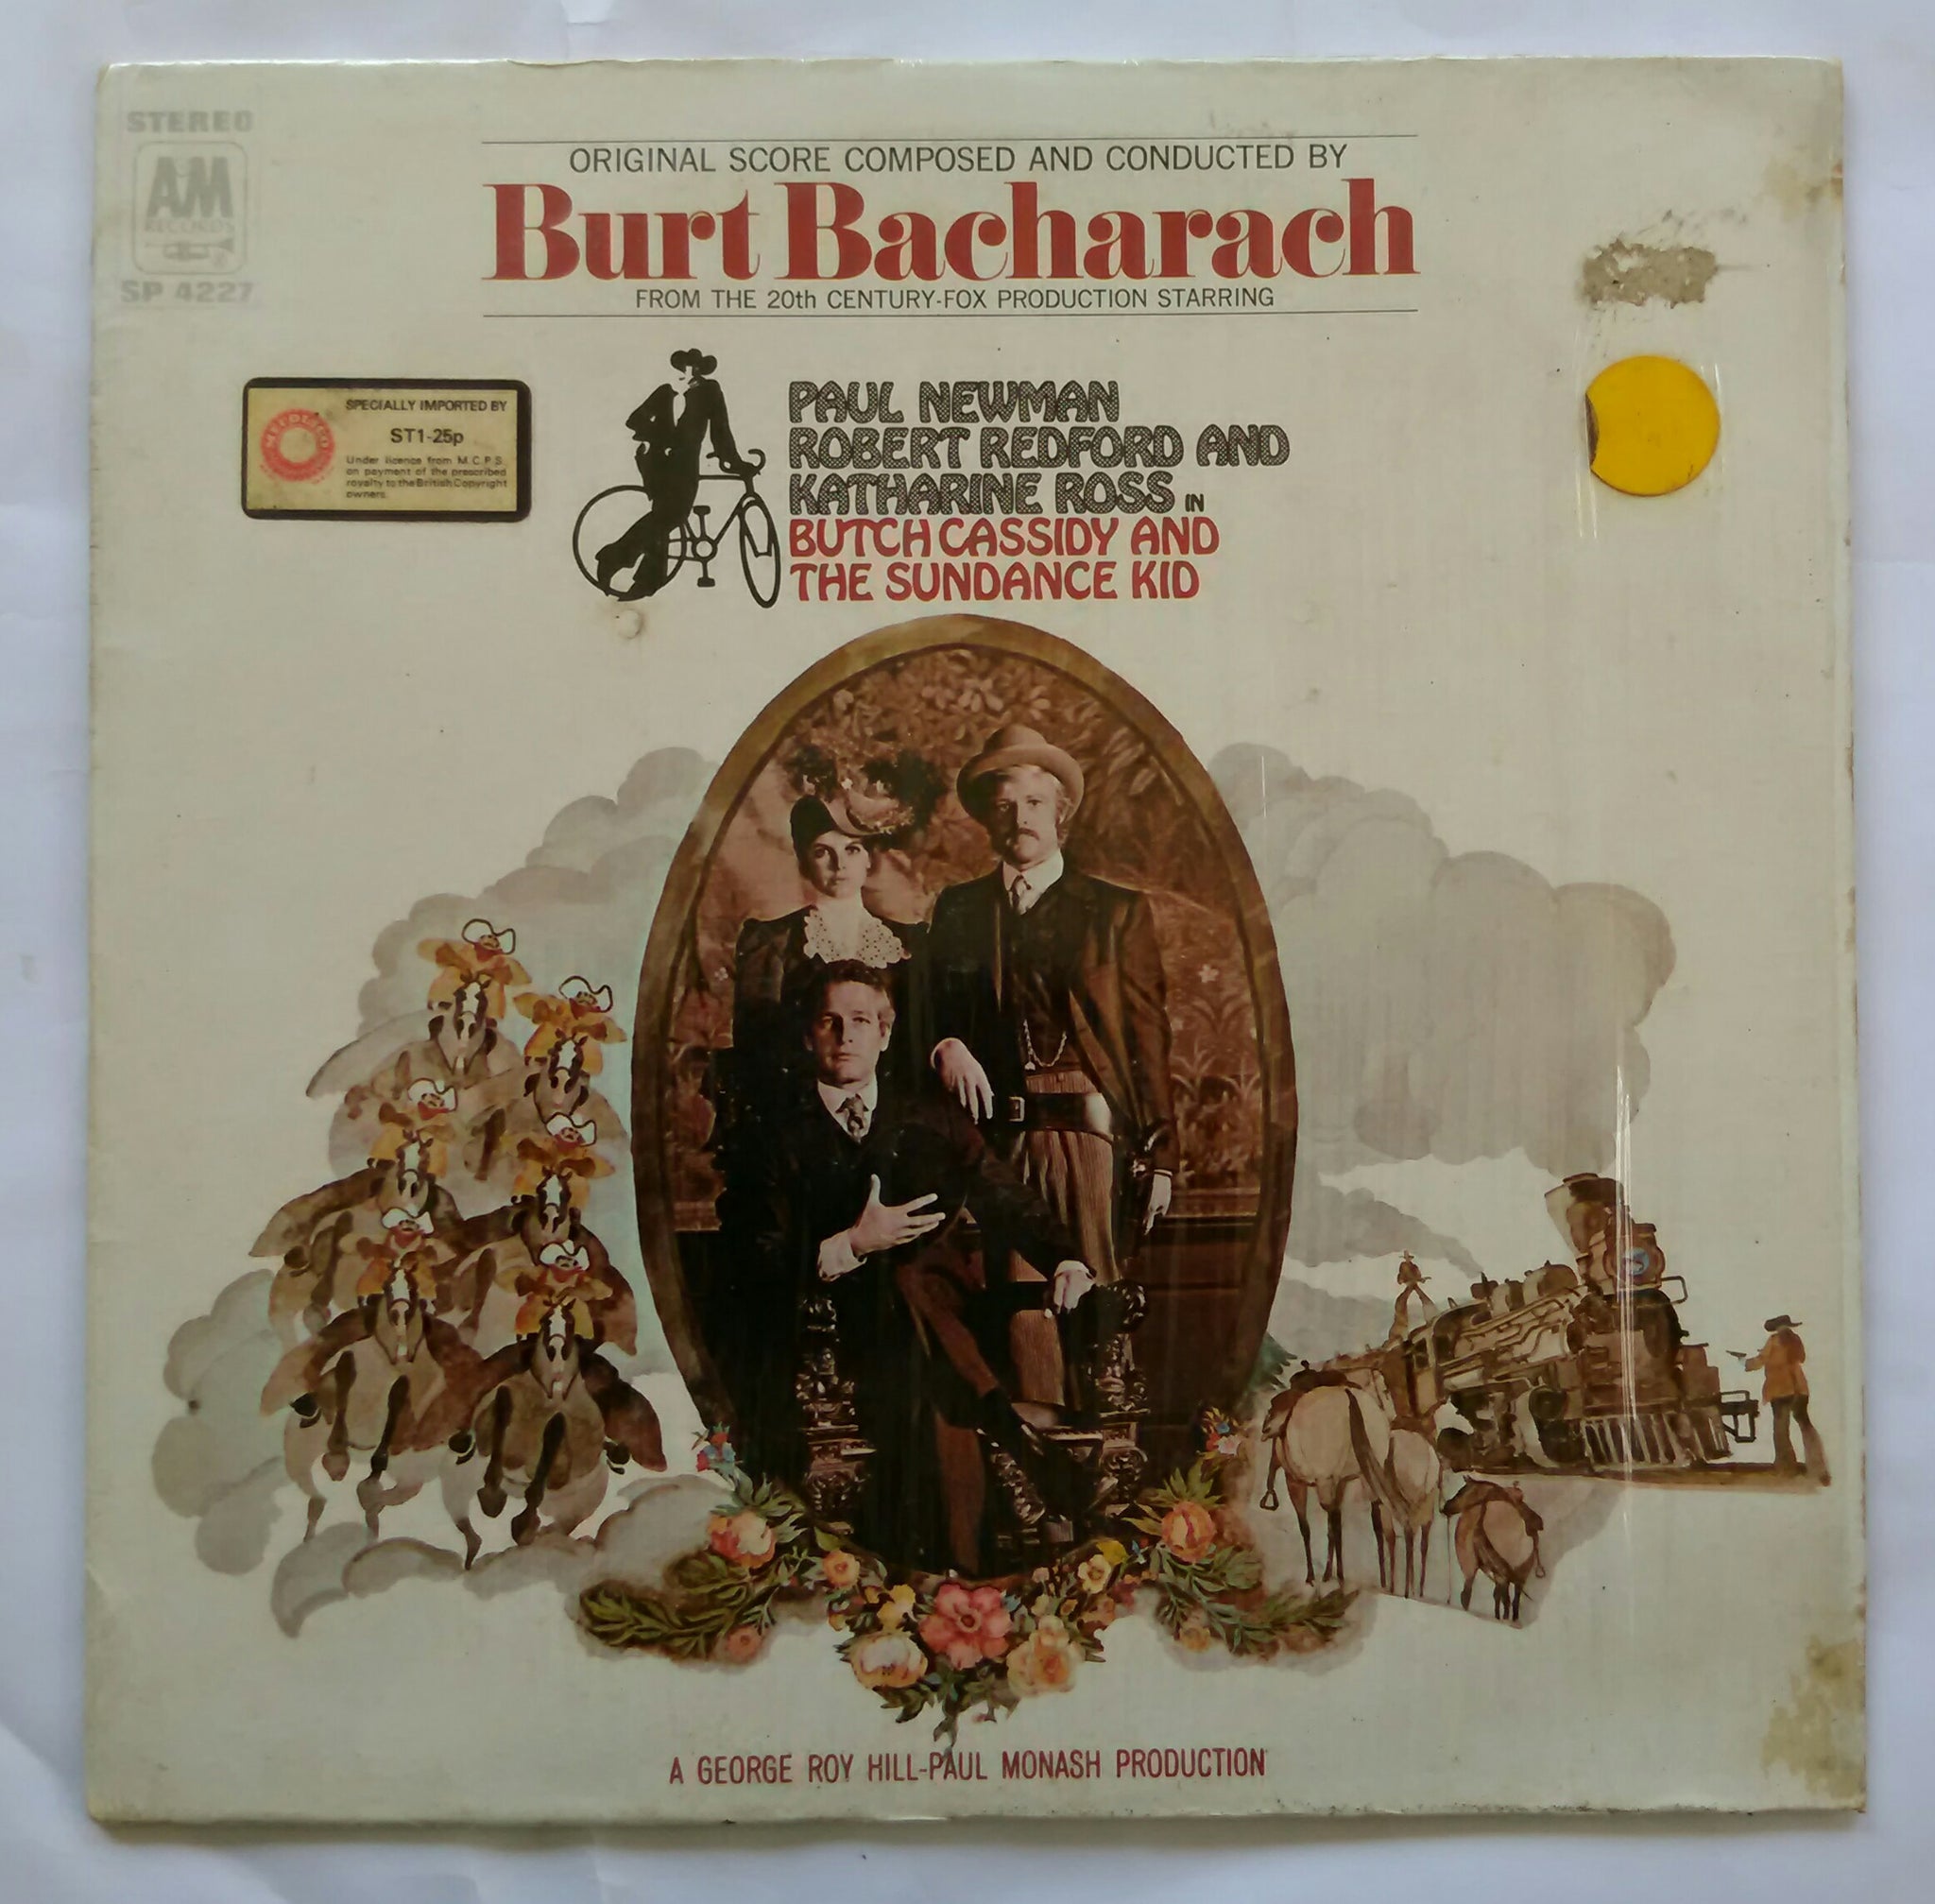 STEREO
A&M
RECORDS
SP 4227
ORIGINAL SCORE COMPOSED AND CONDUCTED BY
Burt Bacharach
FROM THE 20th CENTURY-FOX PRODUCTION STARRING
SPECIALLY IMPORTED BY
ST1-25p
Under licence from M.C.P.S.
on payment of the prescribed
royalty to the British Copyright
owners.
PAUL NEWMAN
ROBERT REDFORD AND
KATHARINE ROSS IN
BUTCH CASSIDY AND
THE SUNDANCE KID
A GEORGE ROY HILL-PAUL MONASH PRODUCTION